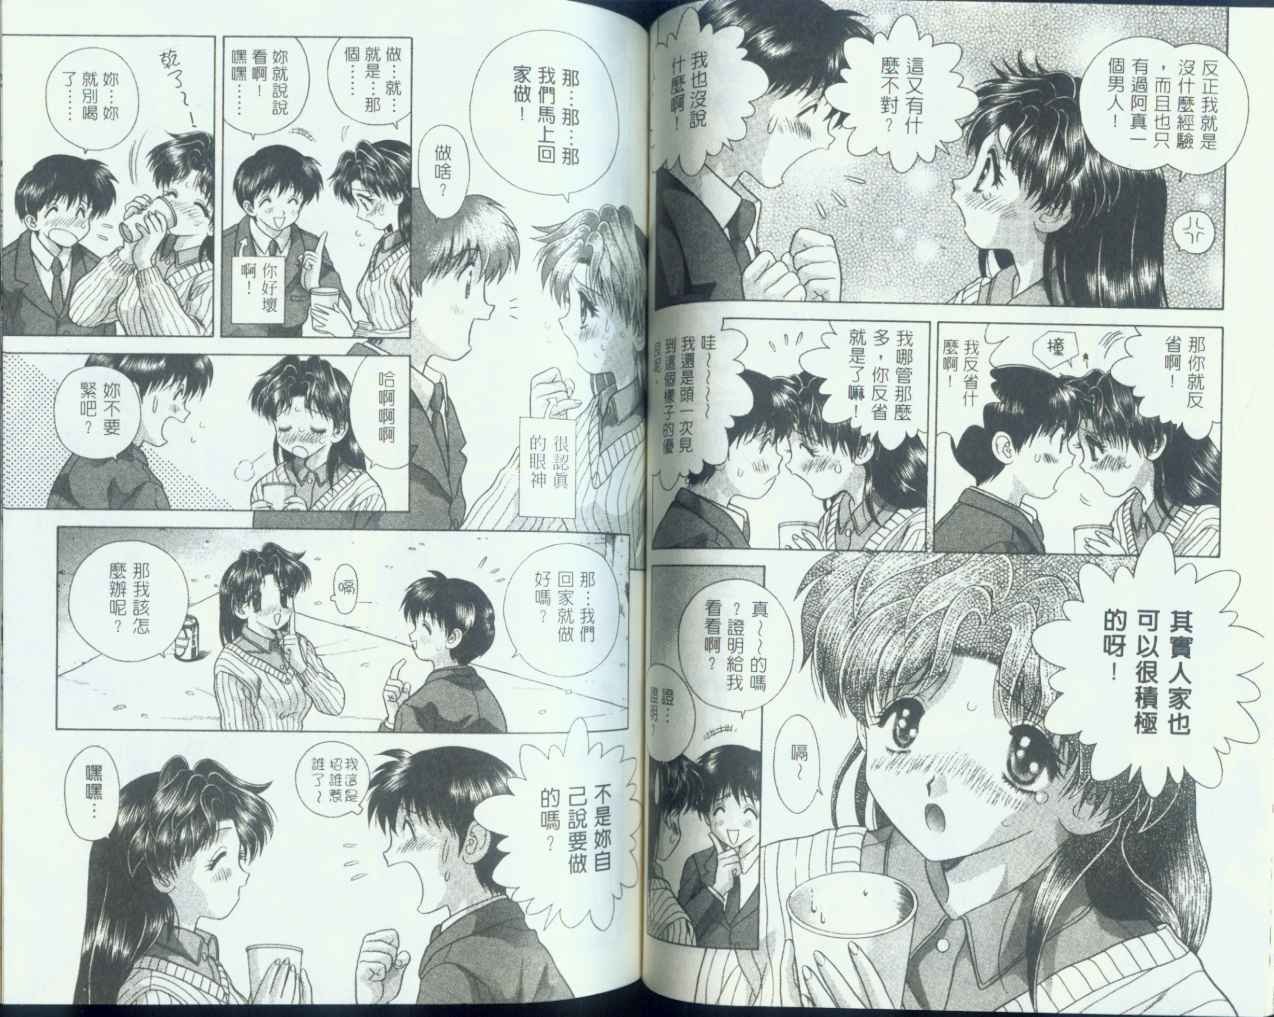 反正我就是
沒什麼經驗
，而且也只
有過阿真一
個男人！
這又有什
麼不對？
我也沒說
什麼啊！
那你就反
省啊！
撞
我反省什
麼啊！
我哪管那麼
多，你反省
就是了嘛！
哇～～～～
我還是頭一次見
到這個樣子的優
其實人家也
可以很積極
的呀！
嗝～
真～～的嗎
？證明給我
看看啊？
證…
證明？
那…那…那
我們馬上回
家做！
做啥？
很認真
的眼神
做…就…
就是…那
個……
妳就說說
看啊！
嘿嘿……
你好壞
啊！
乾了～！
妳…妳
就別喝
了……
哈啊啊啊
妳不要
緊吧？
那…我們
回家就做
好嗎？
嗝
那我該怎
麼辦呢？
不是妳自
己說要做
的嗎？
我這是
招誰惹
誰了～
嘿嘿…